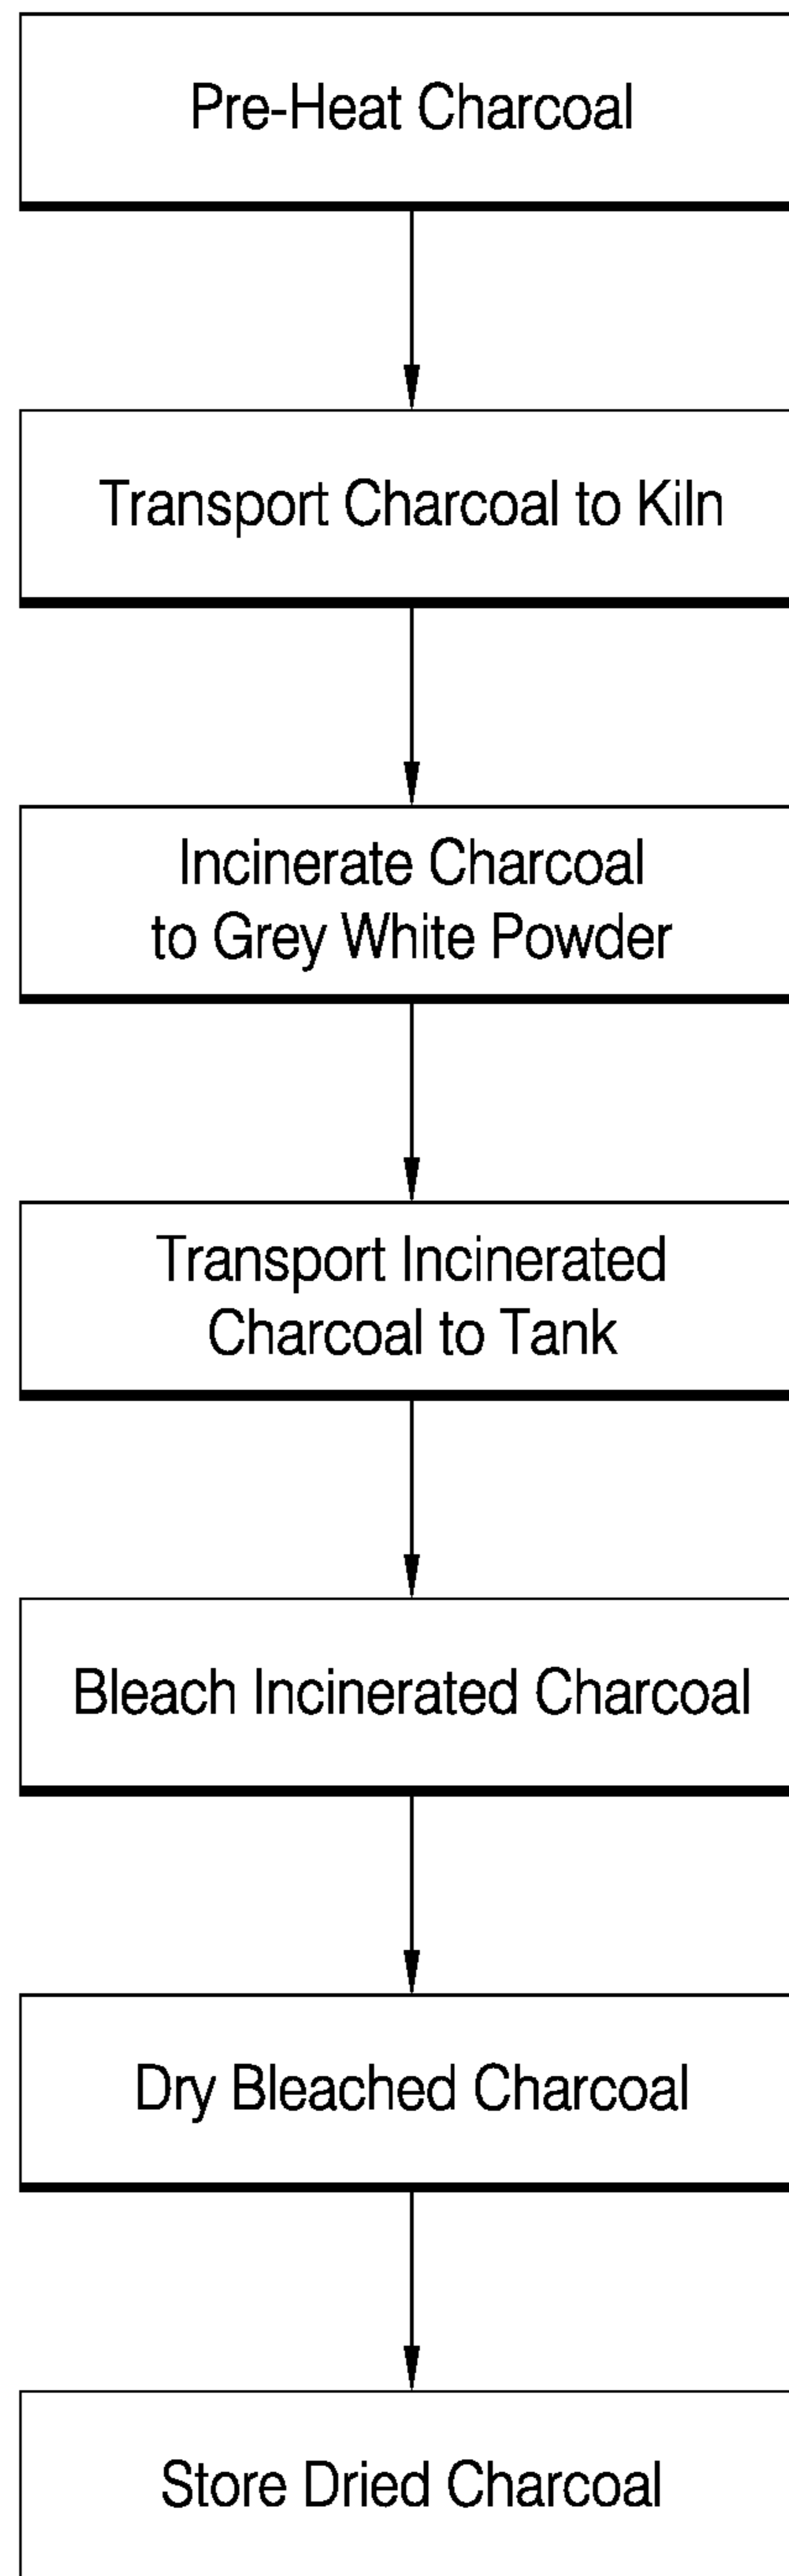 Pre-Heat Charcoal
Transport Charcoal to Kiln
Incinerate Charcoal
to Grey White Powder
Transport Incinerated
Charcoal to Tank
Bleach Incinerated Charcoal
Dry Bleached Charcoal
Store Dried Charcoal